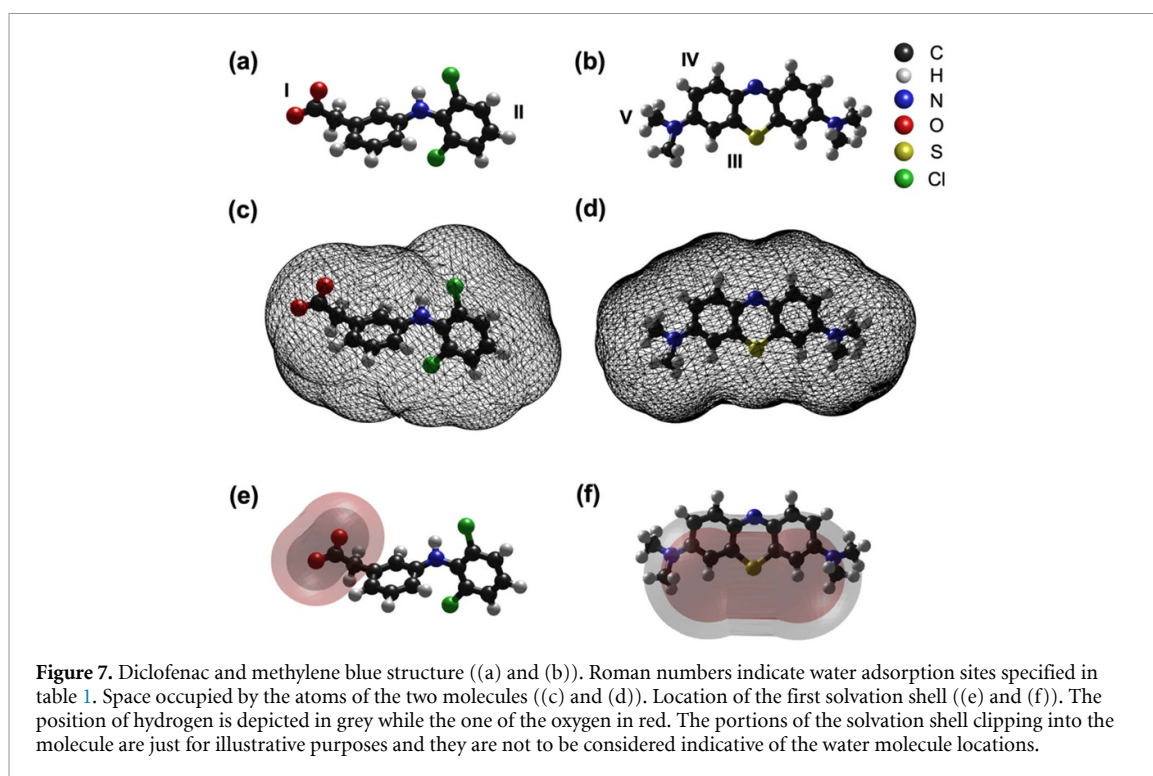 (a)
I
II
(b)
IV
V
III
C
H
N
O
S
Cl
(c)
(d)
(e)
(f)
Figure 7. Diclofenac and methylene blue structure ((a) and (b)). Roman numbers indicate water adsorption sites specified in
table 1. Space occupied by the atoms of the two molecules ((c) and (d)). Location of the first solvation shell ((e) and (f)). The
position of hydrogen is depicted in grey while the one of the oxygen in red. The portions of the solvation shell clipping into the
molecule are just for illustrative purposes and they are not to be considered indicative of the water molecule locations.